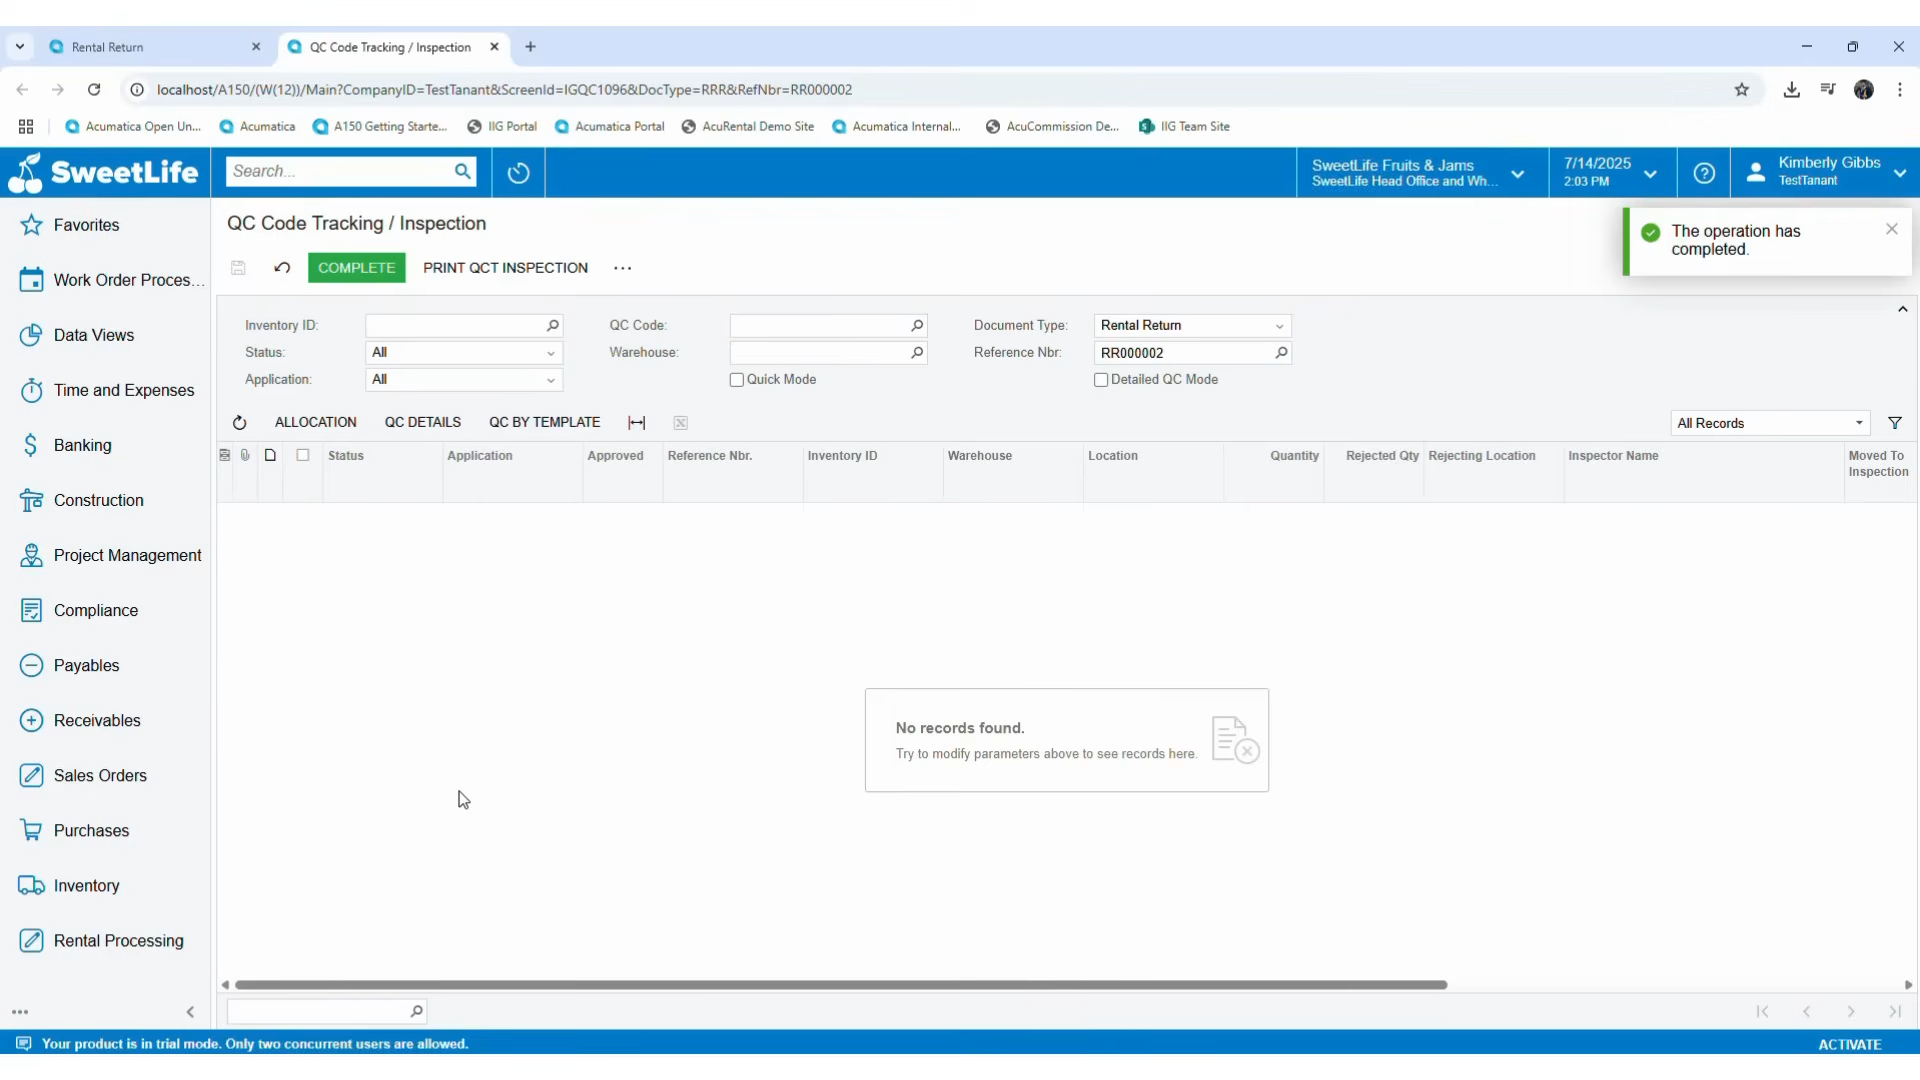 Rental Return
QC Code Tracking / Inspection
localhost/A150/(W(12))/Main?CompanyID=TestTanant&ScreenId=IGQC1096&DocType=RRR&RefNbr=RR000002
Acumatica Open Un...
Acumatica
A150 Getting Starte...
IIG Portal
Acumatica Portal
AcuRental Demo Site
Acumatica Internal...
AcuCommission De...
IIG Team Site
SweetLife
Search...
SweetLife Fruits & Jams
SweetLife Head Office and Wh...
7/14/2025
2:03 PM
Kimberly Gibbs
TestTanant
Favorites
Work Order Proces...
Data Views
Time and Expenses
Banking
Construction
Project Management
Compliance
Payables
Receivables
Sales Orders
Purchases
Inventory
Rental Processing
QC Code Tracking / Inspection
The operation has
completed.
COMPLETE
PRINT QCT INSPECTION
Inventory ID:
QC Code:
Document Type:
Rental Return
Status:
All
Warehouse:
Reference Nbr:
RR000002
Application:
All
Quick Mode
Detailed QC Mode
ALLOCATION
QC DETAILS
QC BY TEMPLATE
All Records
Status
Application
Approved
Reference Nbr.
Inventory ID
Warehouse
Location
Quantity
Rejected Qty
Rejecting Location
Inspector Name
Moved To
Inspection
No records found.
Try to modify parameters above to see records here.
Your product is in trial mode. Only two concurrent users are allowed.
ACTIVATE